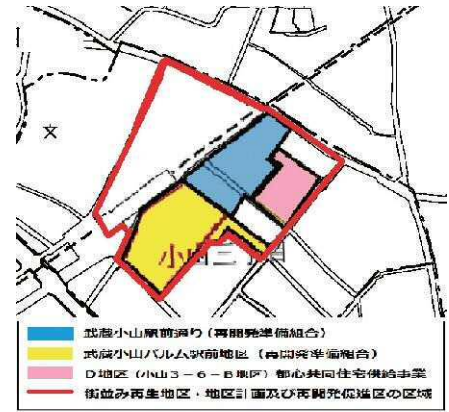 文
小山三丁目
武蔵小山駅前通り（再開発準備組合）
武蔵小山パルム駅前地区（再開発準備組合）
D地区（小山3-6-B地区）都心共同住宅供給事業
街並み再生地区・地区計画及び再開発促進区の区域